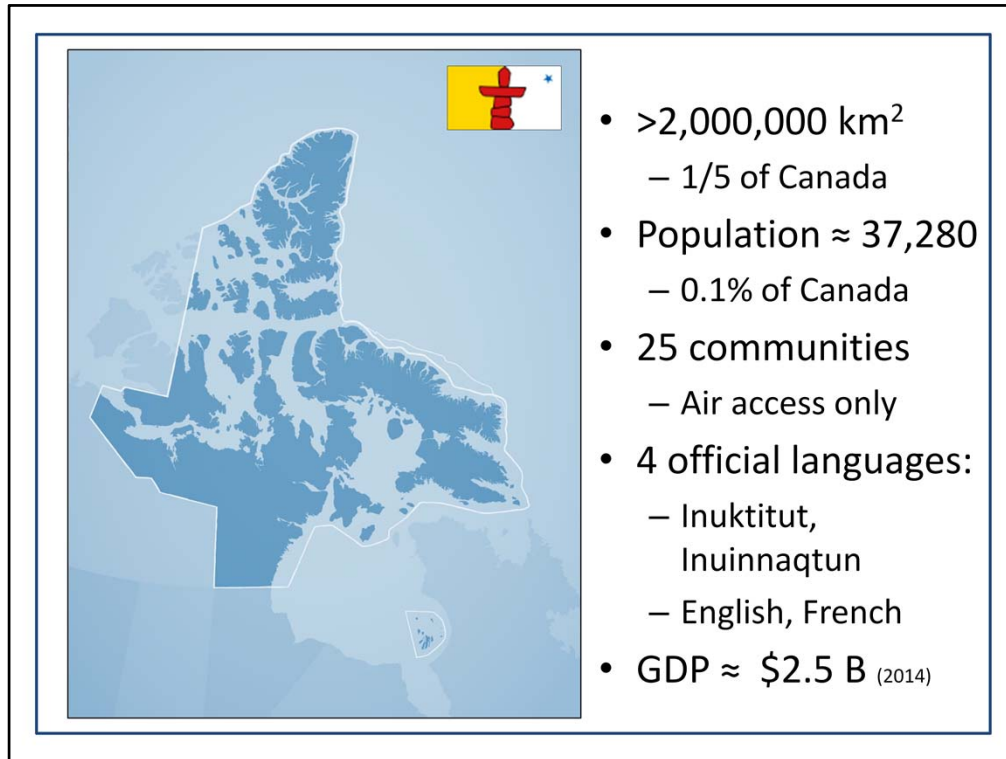 • >2,000,000 km²
– 1/5 of Canada
• Population ≈ 37,280
– 0.1% of Canada
• 25 communities
– Air access only
• 4 official languages:
– Inuktitut,
Inuinnaqtun
– English, French
• GDP ≈ $2.5 B (2014)